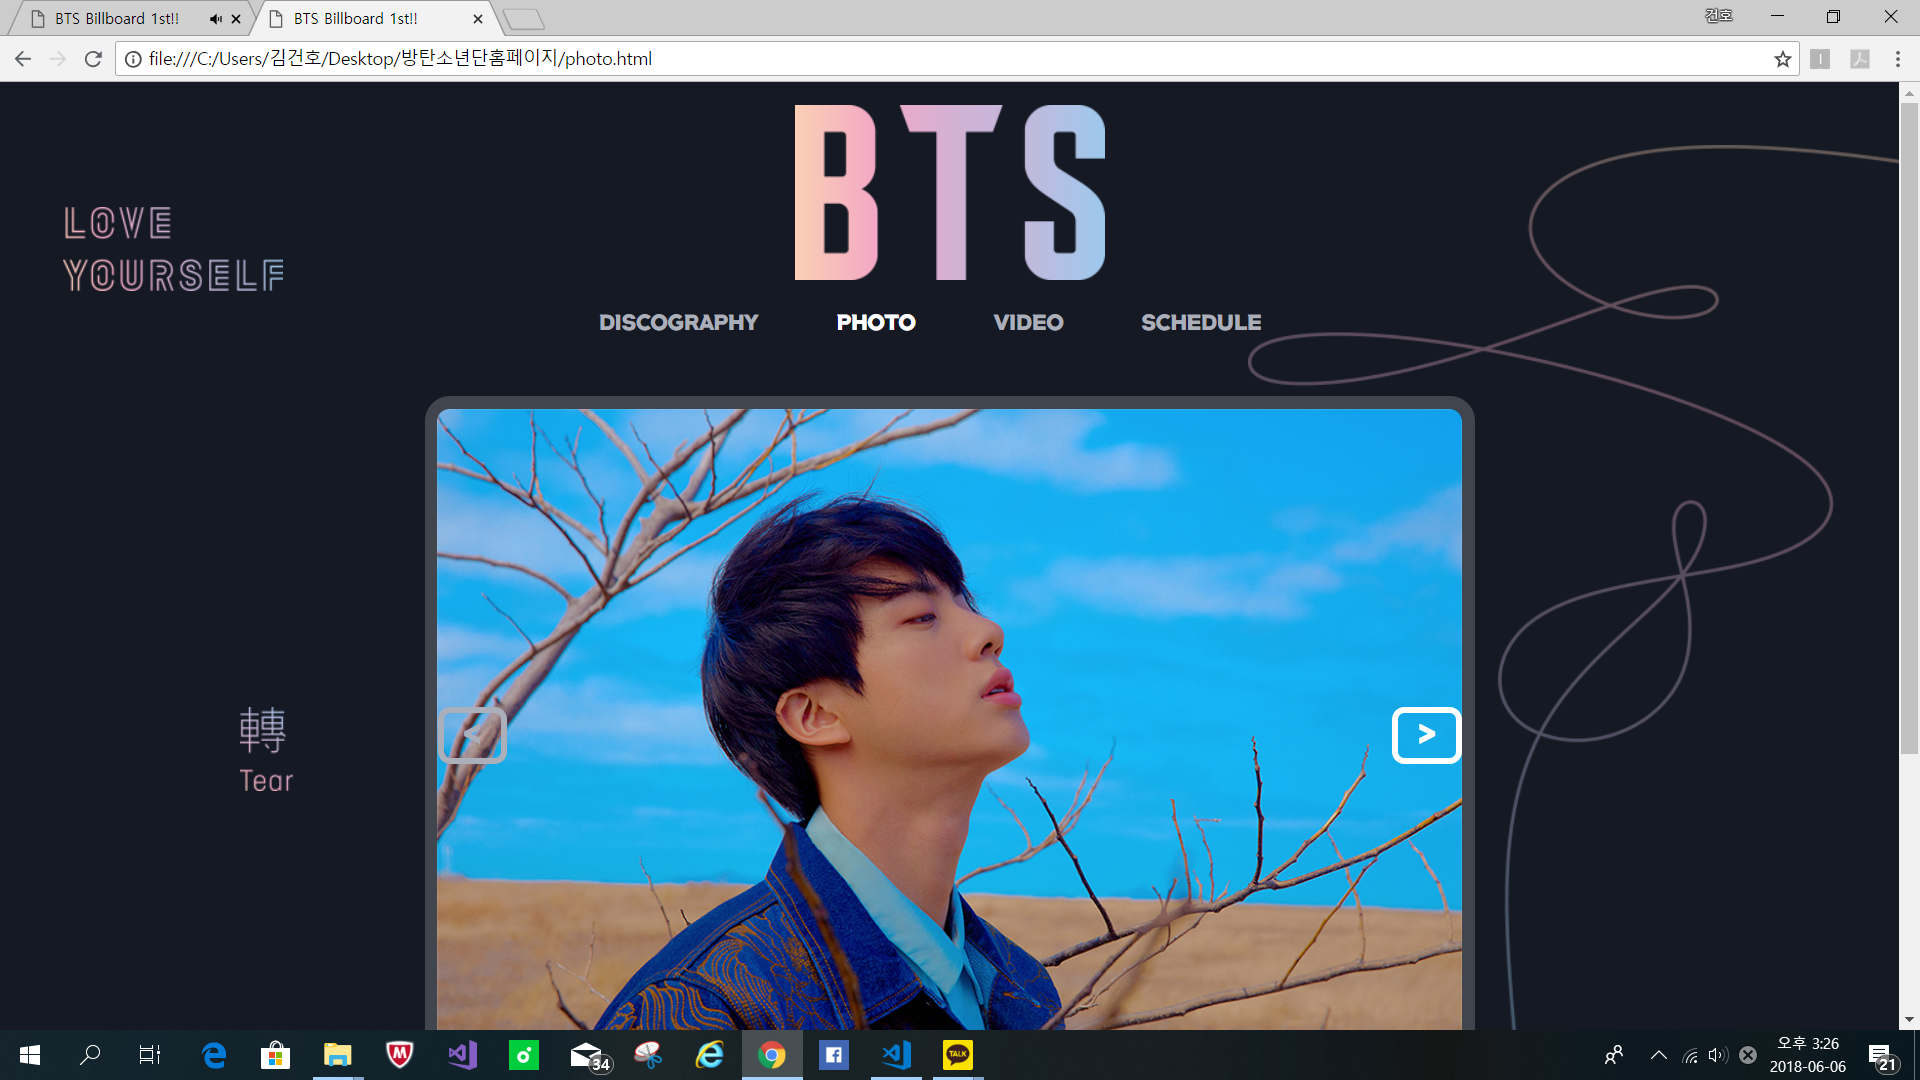 BTS Billboard 1st!!
BTS Billboard 1st!!
건호
file:///C:/Users/김건호/Desktop/방탄소년단홈페이지/photo.html
BTS
LOVE
YOURSELF
DISCOGRAPHY PHOTO VIDEO SCHEDULE
< >
轉
Tear
34
TALK
오후 3:26
2018-06-06
21